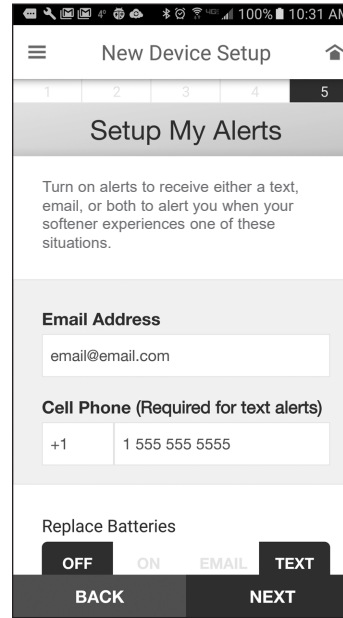 4° 4G 100% 10:31 AM
New Device Setup
1 2 3 4 5
Setup My Alerts
Turn on alerts to receive either a text,
email, or both to alert you when your
softener experiences one of these
situations.
Email Address
email@email.com
Cell Phone (Required for text alerts)
+1 1 555 555 5555
Replace Batteries
OFF ON EMAIL TEXT
BACK NEXT